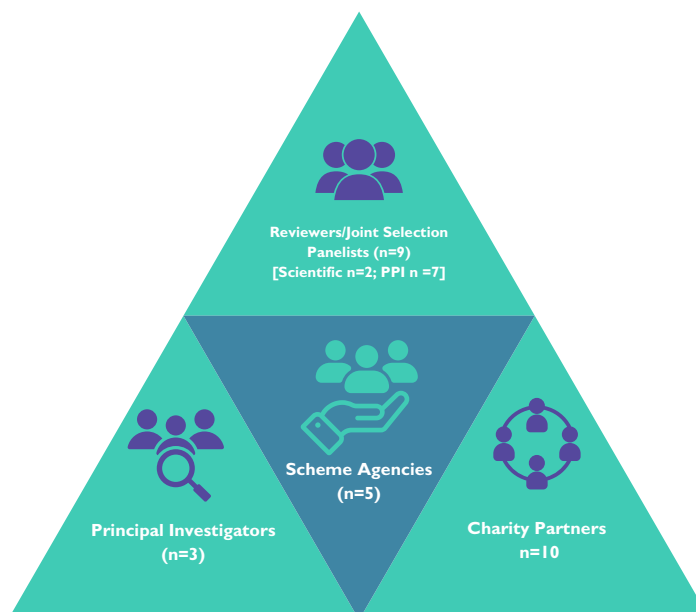 Reviewers/Joint Selection
Panelists (n=9)
[Scientific n=2; PPI n =7]
Scheme Agencies
(n=5)
Principal Investigators
(n=3)
Charity Partners
n=10